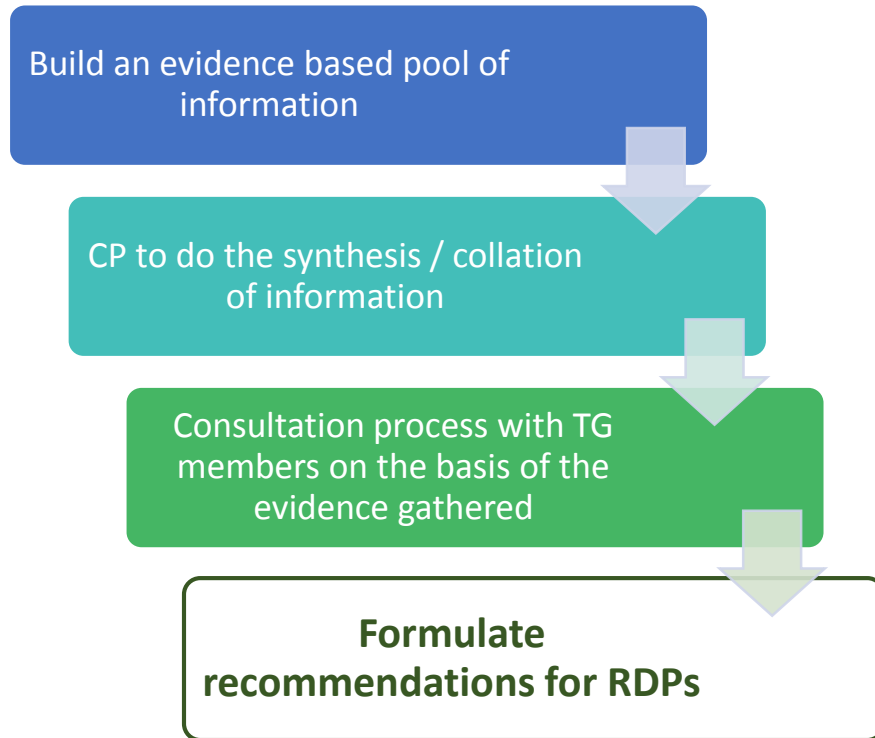 Build an evidence based pool of
information
CP to do the synthesis / collation
of information
Consultation process with TG
members on the basis of the
evidence gathered
Formulate
recommendations for RDPs